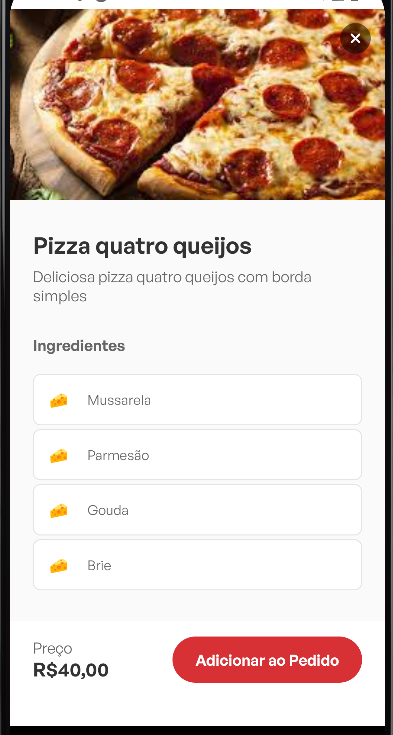 Pizza quatro queijos
Deliciosa pizza quatro queijos com borda
simples
Ingredientes
Mussarela
Parmesão
Gouda
Brie
Preço
R$40,00
Adicionar ao Pedido